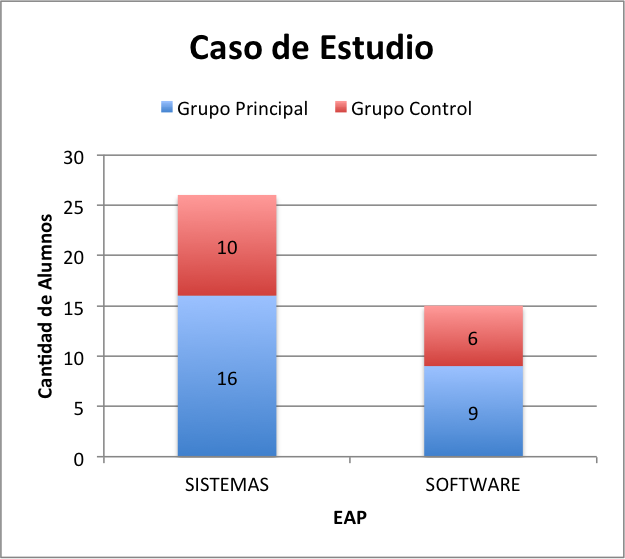 Caso de Estudio
Grupo Principal Grupo Control
Cantidad de Alumnos
30
25
20
15
10
5
0
10
16
6
9
SISTEMAS SOFTWARE
EAP